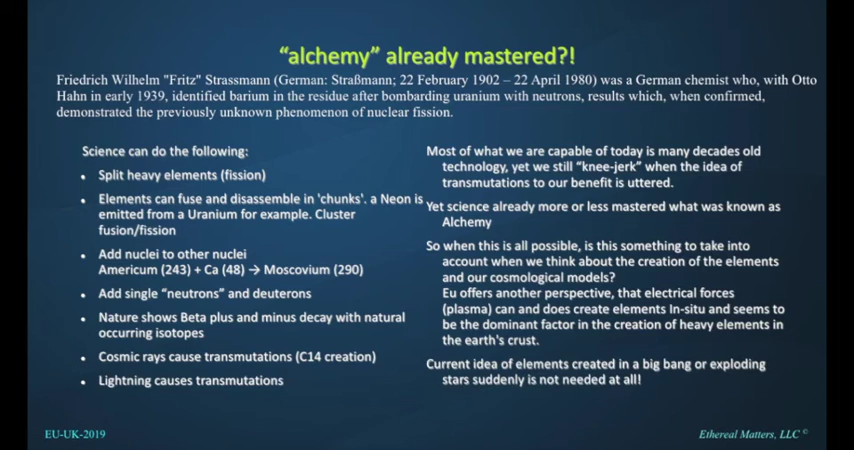 “alchemy” already mastered?!
Friedrich Wilhelm "Fritz" Strassmann (German: Straßmann; 22 February 1902 – 22 April 1980) was a German chemist who, with Otto
Hahn in early 1939, identified barium in the residue after bombarding uranium with neutrons, results which, when confirmed,
demonstrated the previously unknown phenomenon of nuclear fission.
Science can do the following:
• Split heavy elements (fission)
• Elements can fuse and disassemble in 'chunks'. a Neon is
emitted from a Uranium for example. Cluster
fusion/fission
• Add nuclei to other nuclei
Americum (243) + Ca (48) → Moscovium (290)
• Add single “neutrons” and deuterons
• Nature shows Beta plus and minus decay with natural
occurring isotopes
• Cosmic rays cause transmutations (C14 creation)
• Lightning causes transmutations
Most of what we are capable of today is many decades old
technology, yet we still “knee-jerk” when the idea of
transmutations to our benefit is uttered.
Yet science already more or less mastered what was known as
Alchemy
So when this is all possible, is this something to take into
account when we think about the creation of the elements
and our cosmological models?
Eu offers another perspective, that electrical forces
(plasma) can and does create elements In-situ and seems to
be the dominant factor in the creation of heavy elements in
the earth's crust.
Current idea of elements created in a big bang or exploding
stars suddenly is not needed at all!
EU-UK-2019
Ethereal Matters, LLC ©